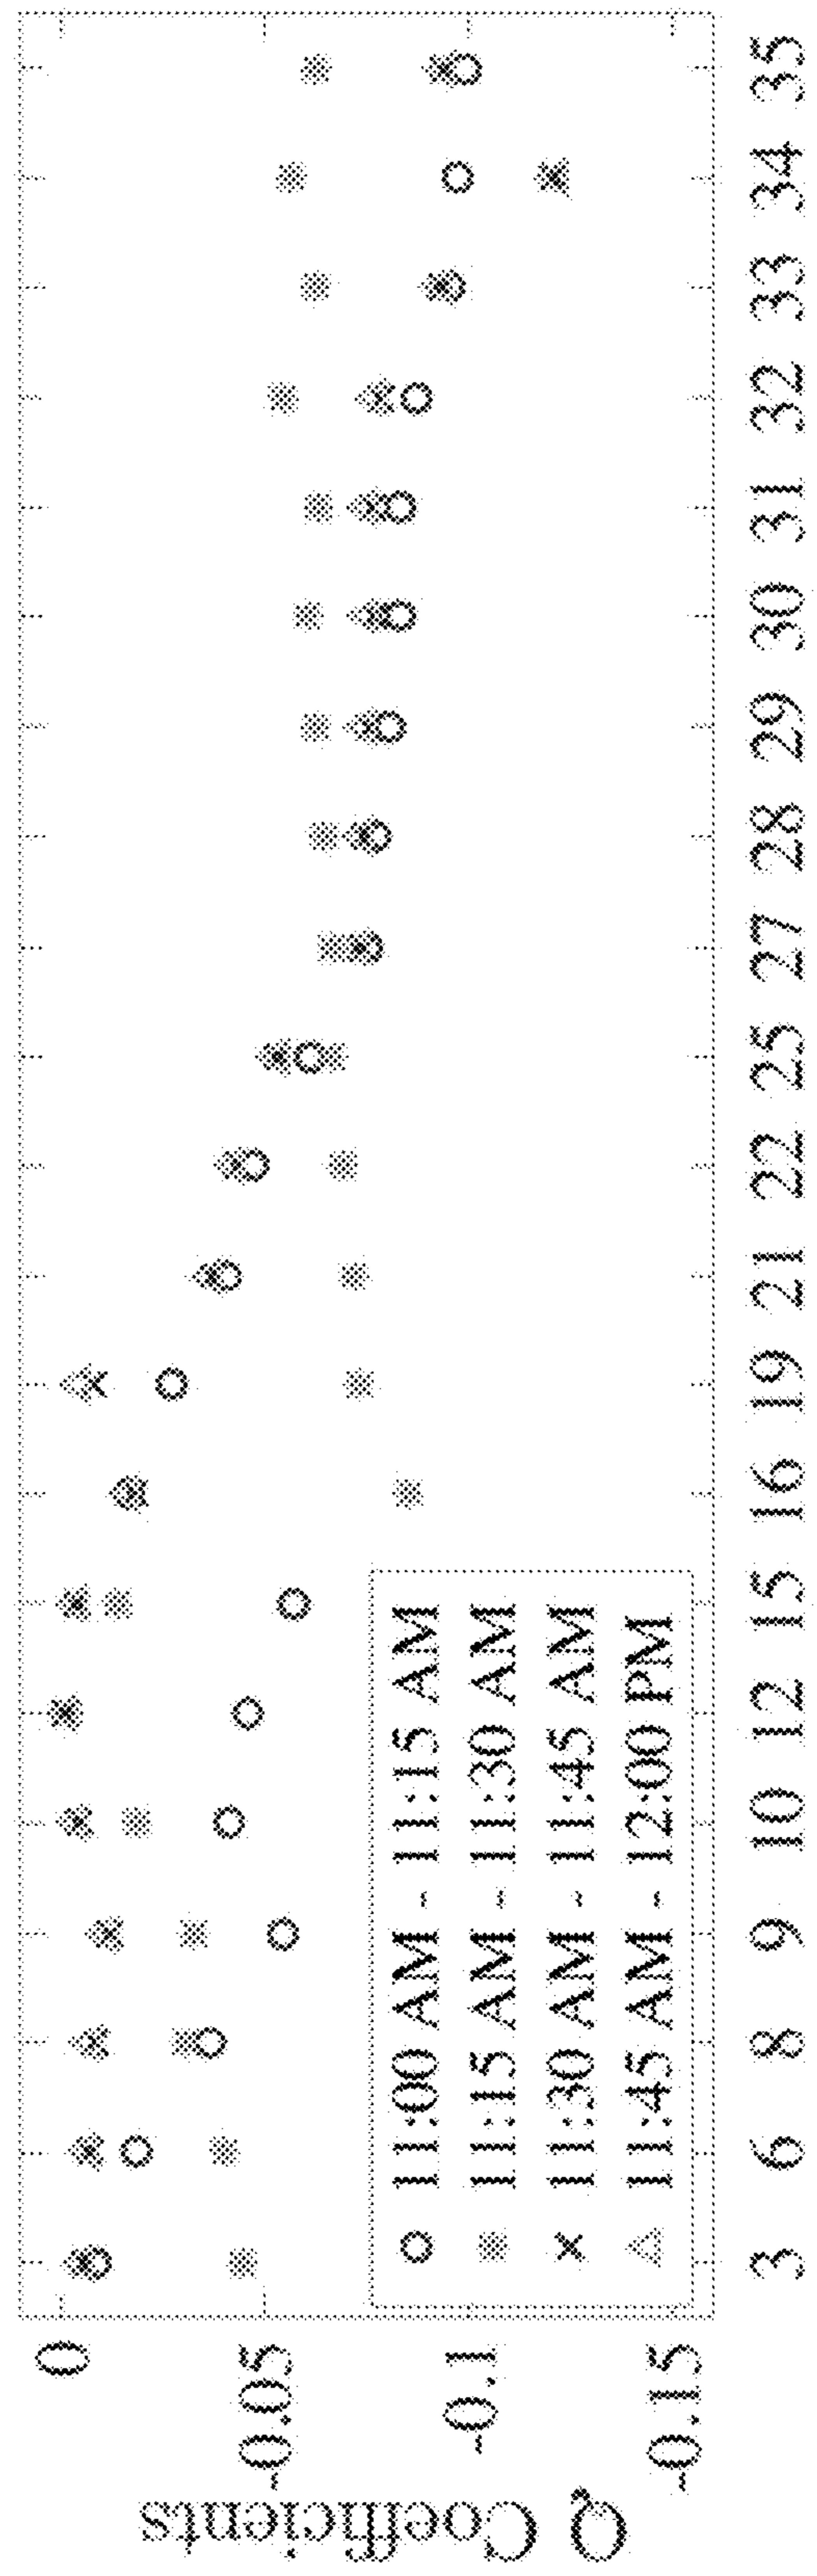 Q Coefficients
0
-0.05
-0.1
-0.15
11:00 AM - 11:15 AM
11:15 AM - 11:30 AM
11:30 AM - 11:45 AM
11:45 AM - 12:00 PM
3 6 8 9 10 12 15 16 19 21 22 25 27 28 29 30 31 32 33 34 35